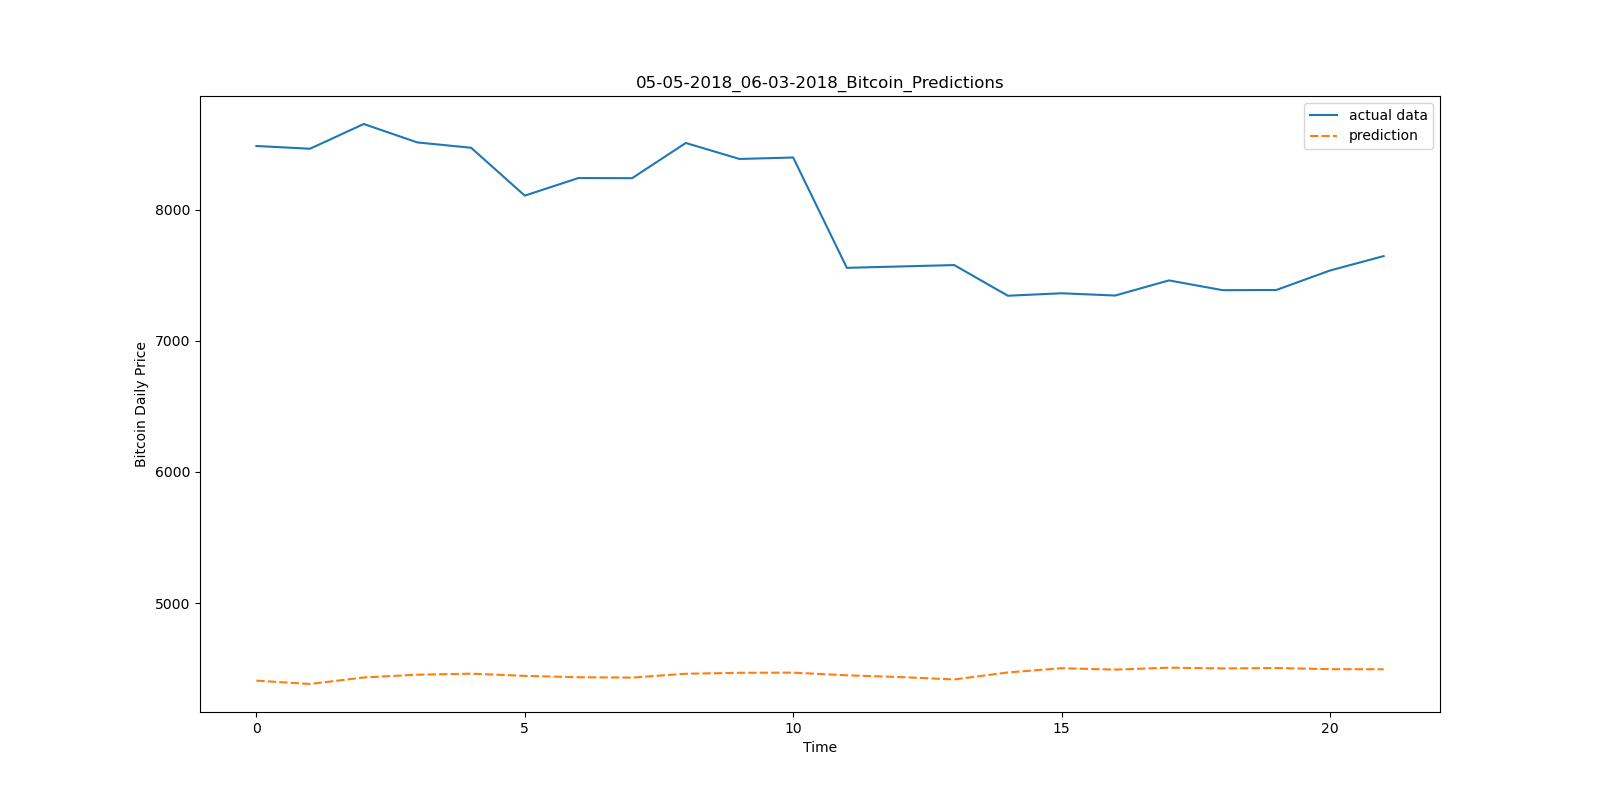 05-05-2018_06-03-2018_Bitcoin_Predictions
actual data
prediction
Bitcoin Daily Price
8000
7000
6000
5000
0 5 10 15 20
Time